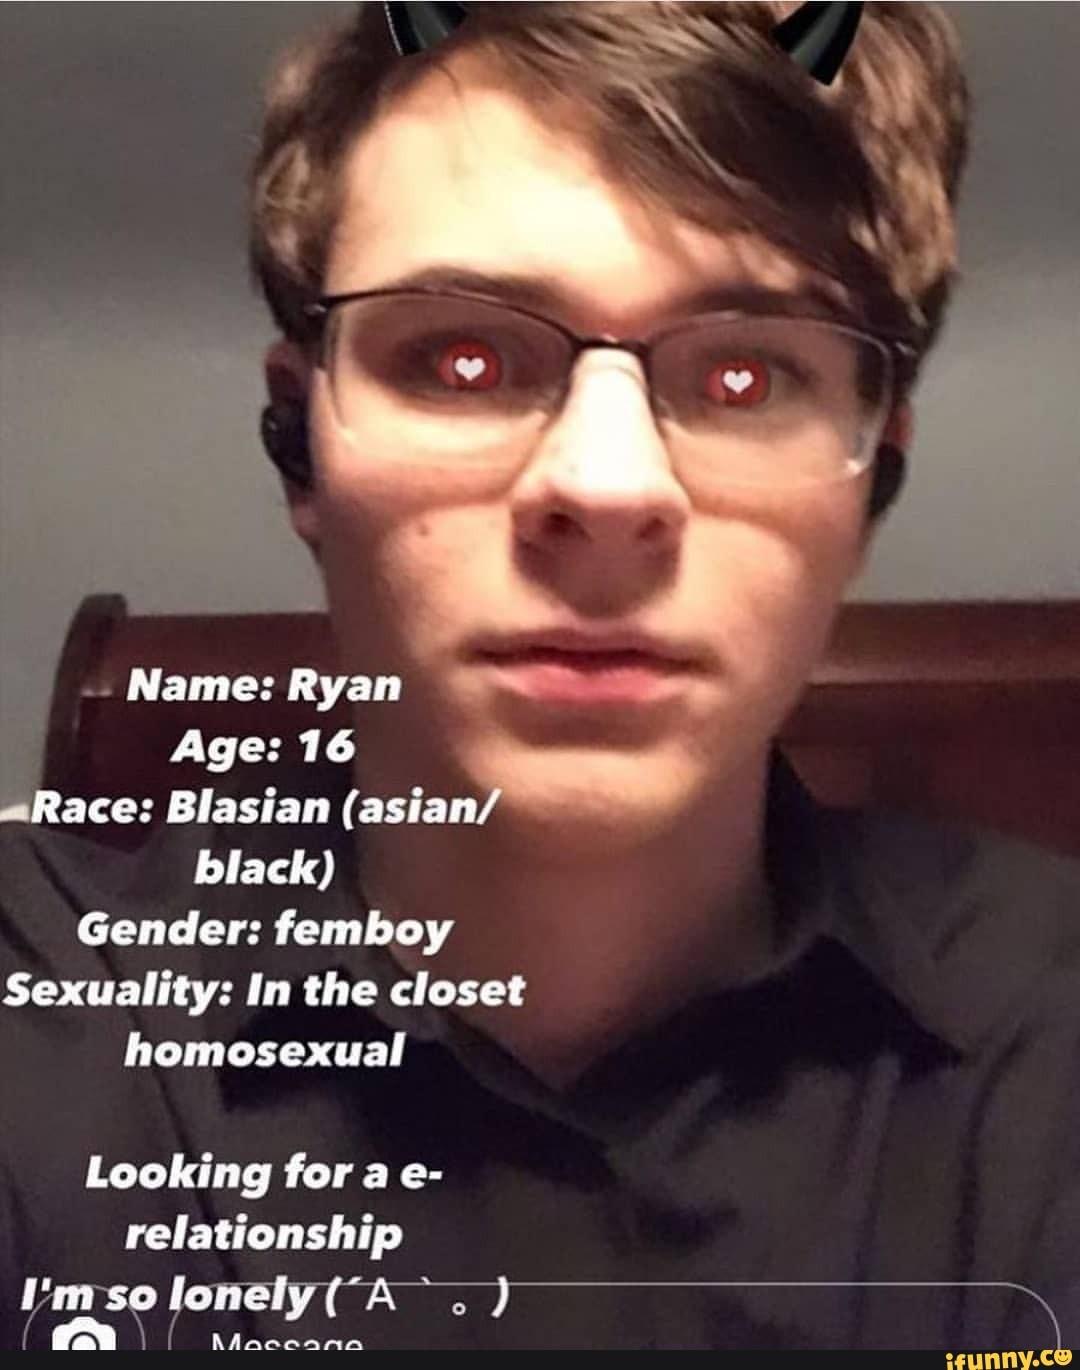 Name: Ryan
Age: 16
Race: Blasian (asian/
black)
Gender: femboy
Sexuality: In the closet
homosexual
Looking for a e-
relationship
I'm so lonely (´A`。)
Message
ifunny.co